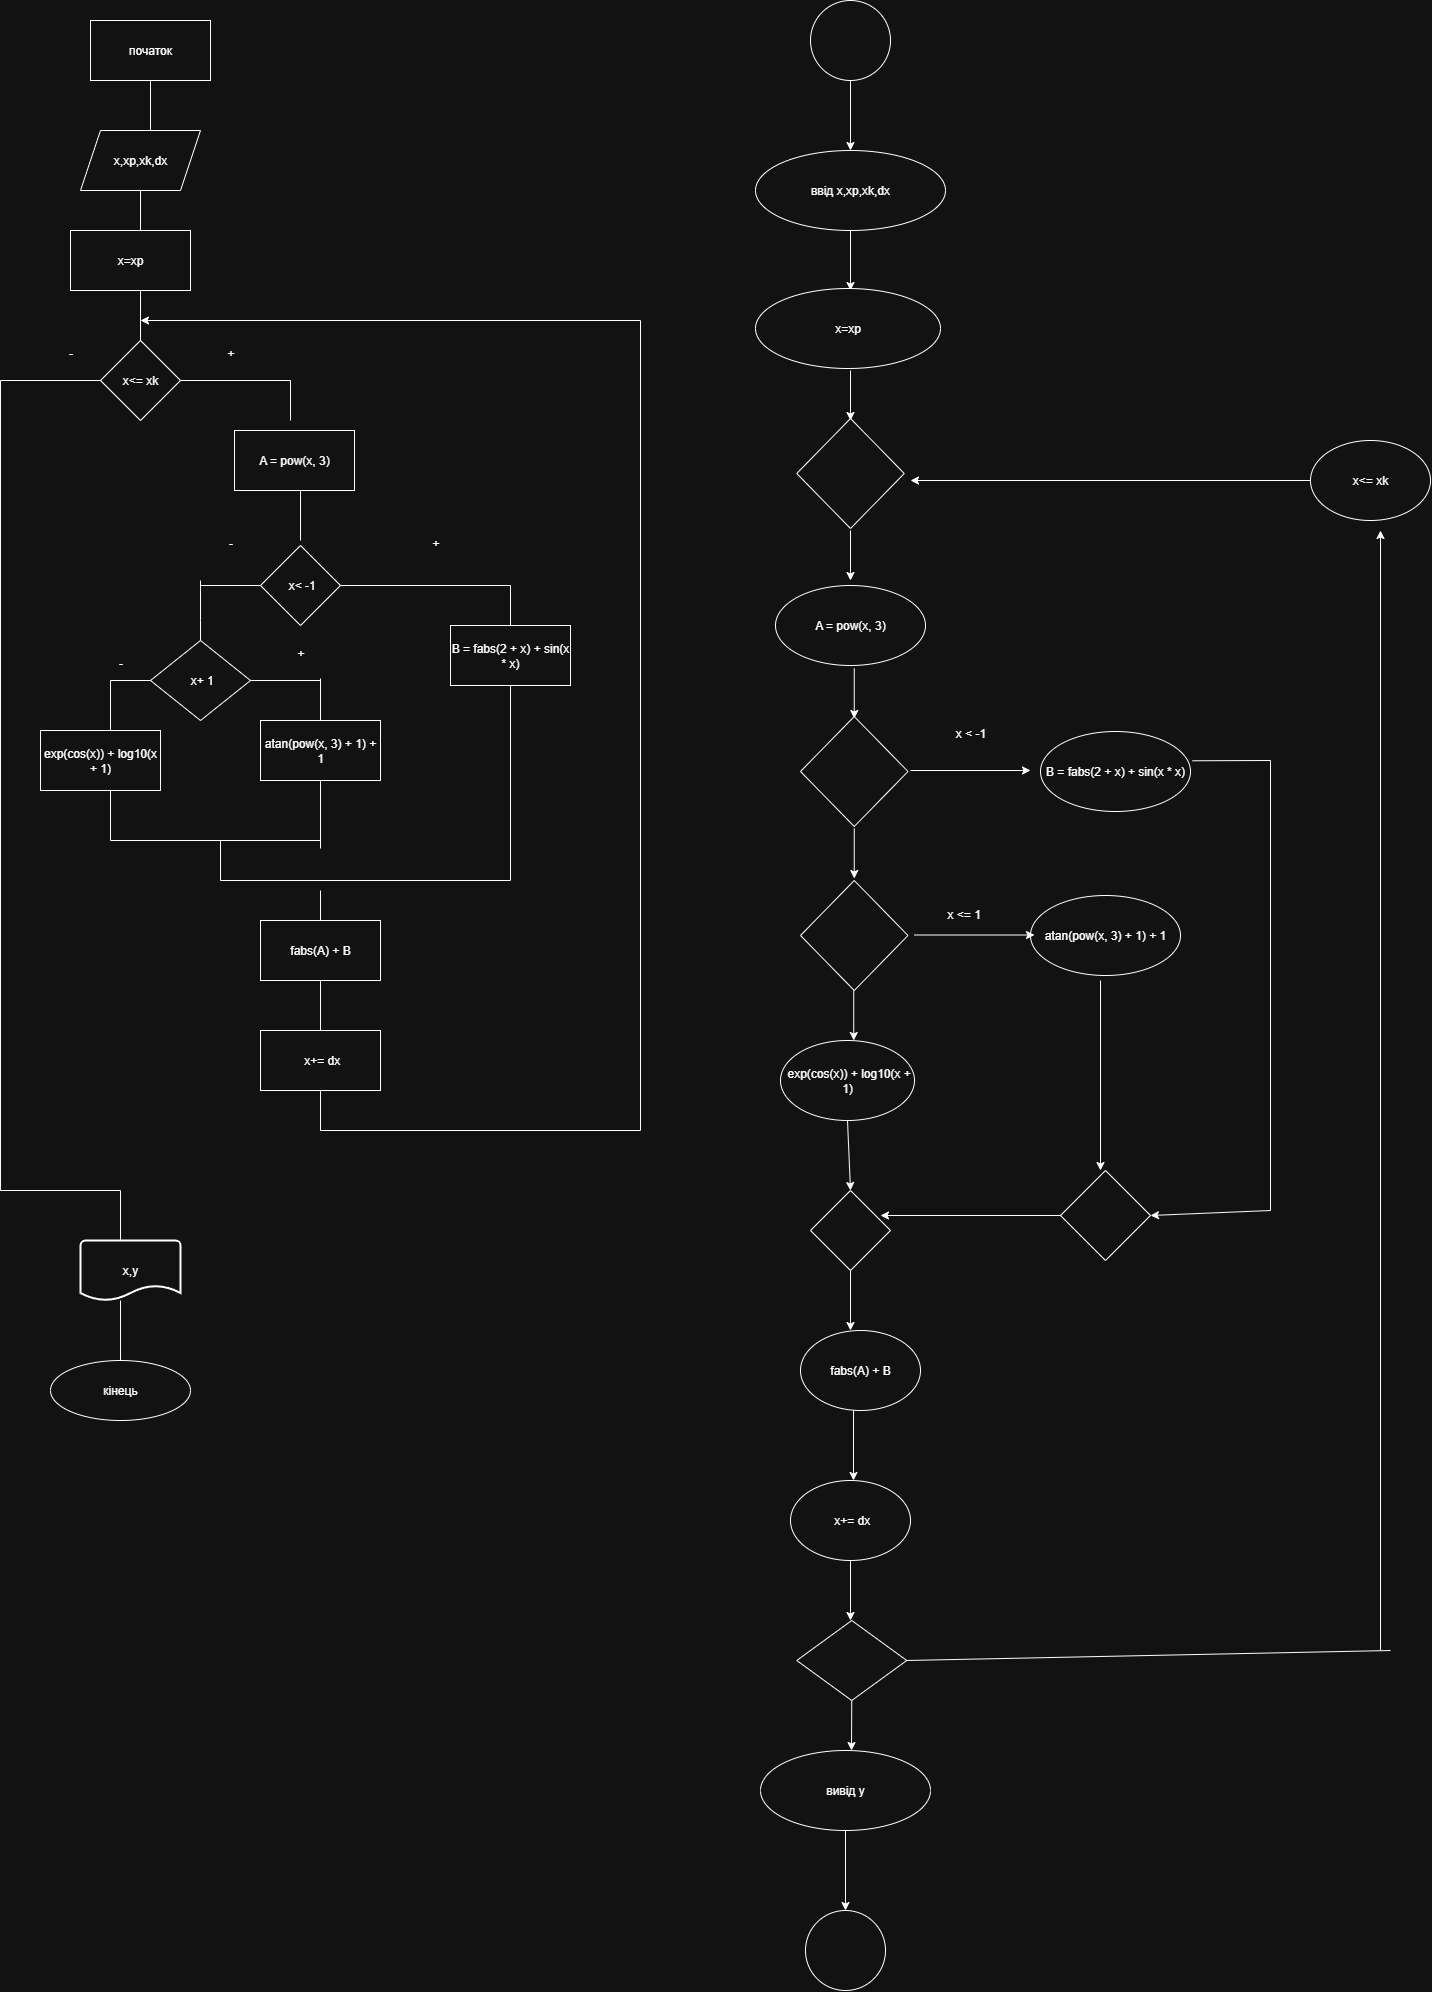 початок
x,xp,xk,dx
x=xp
-
+
x<= xk
A = pow(x, 3)
-
+
x< -1
B = fabs(2 + x) + sin(x
* x)
-
+
x+ 1
exp(cos(x)) + log10(x
+ 1)
atan(pow(x, 3) + 1) +
1
fabs(A) + B
x+= dx
x,y
кінець
ввід x,xp,xk,dx
x=xp
x<= xk
A = pow(x, 3)
x < -1
B = fabs(2 + x) + sin(x * x)
x <= 1
atan(pow(x, 3) + 1) + 1
exp(cos(x)) + log10(x +
1)
fabs(A) + B
x+= dx
вивід y